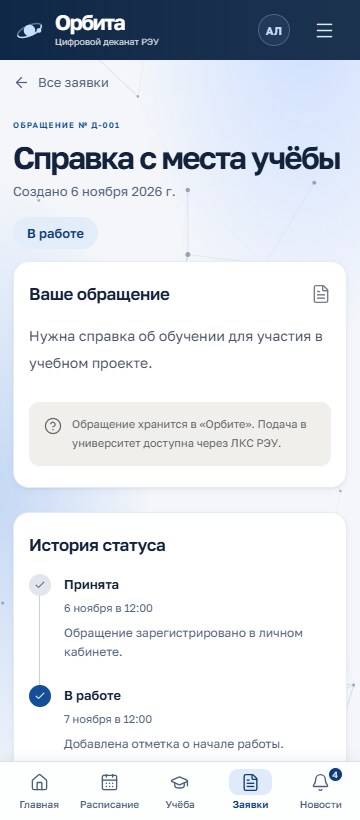 Орбита
Цифровой деканат РЭУ
АЛ
Все заявки
ОБРАЩЕНИЕ № Д-001
Справка с места учёбы
Создано 6 ноября 2026 г.
В работе
Ваше обращение
Нужна справка об обучении для участия в
учебном проекте.
Обращение хранится в «Орбите». Подача в
университет доступна через ЛКС РЭУ.
История статуса
Принята
6 ноября в 12:00
Обращение зарегистрировано в личном
кабинете.
В работе
7 ноября в 12:00
Добавлена отметка о начале работы.
4
Главная Расписание Учёба Заявки Новости